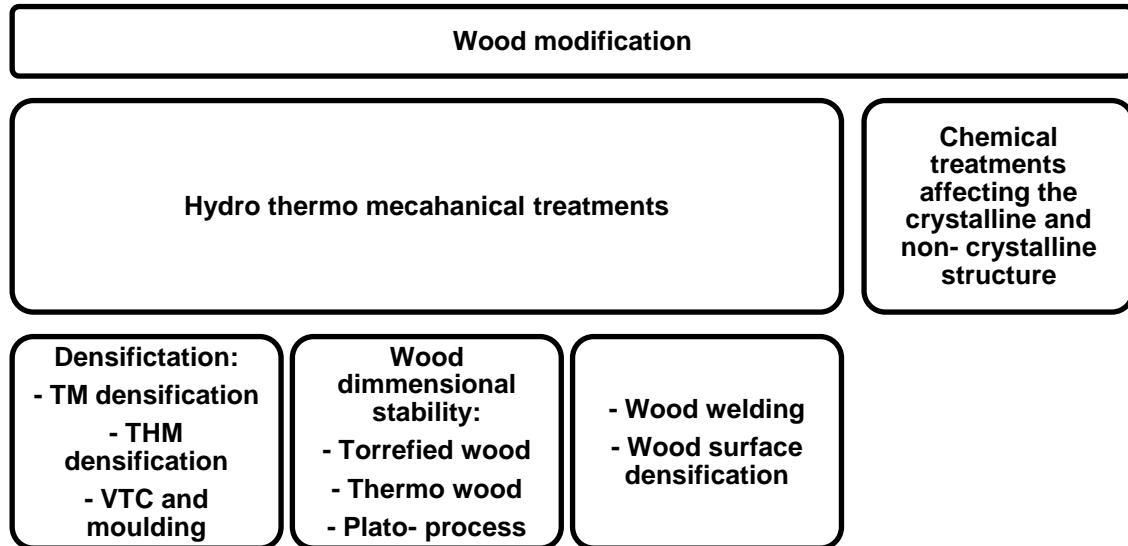 Wood modification
Hydro thermo mecahanical treatments
Chemical
treatments
affecting the
crystalline and
non- crystalline
structure
Densifictation:
- TM densification
- THM
densification
- VTC and
moulding
Wood
dimmensional
stability:
- Torrefied wood
- Thermo wood
- Plato- process
- Wood welding
- Wood surface
densification